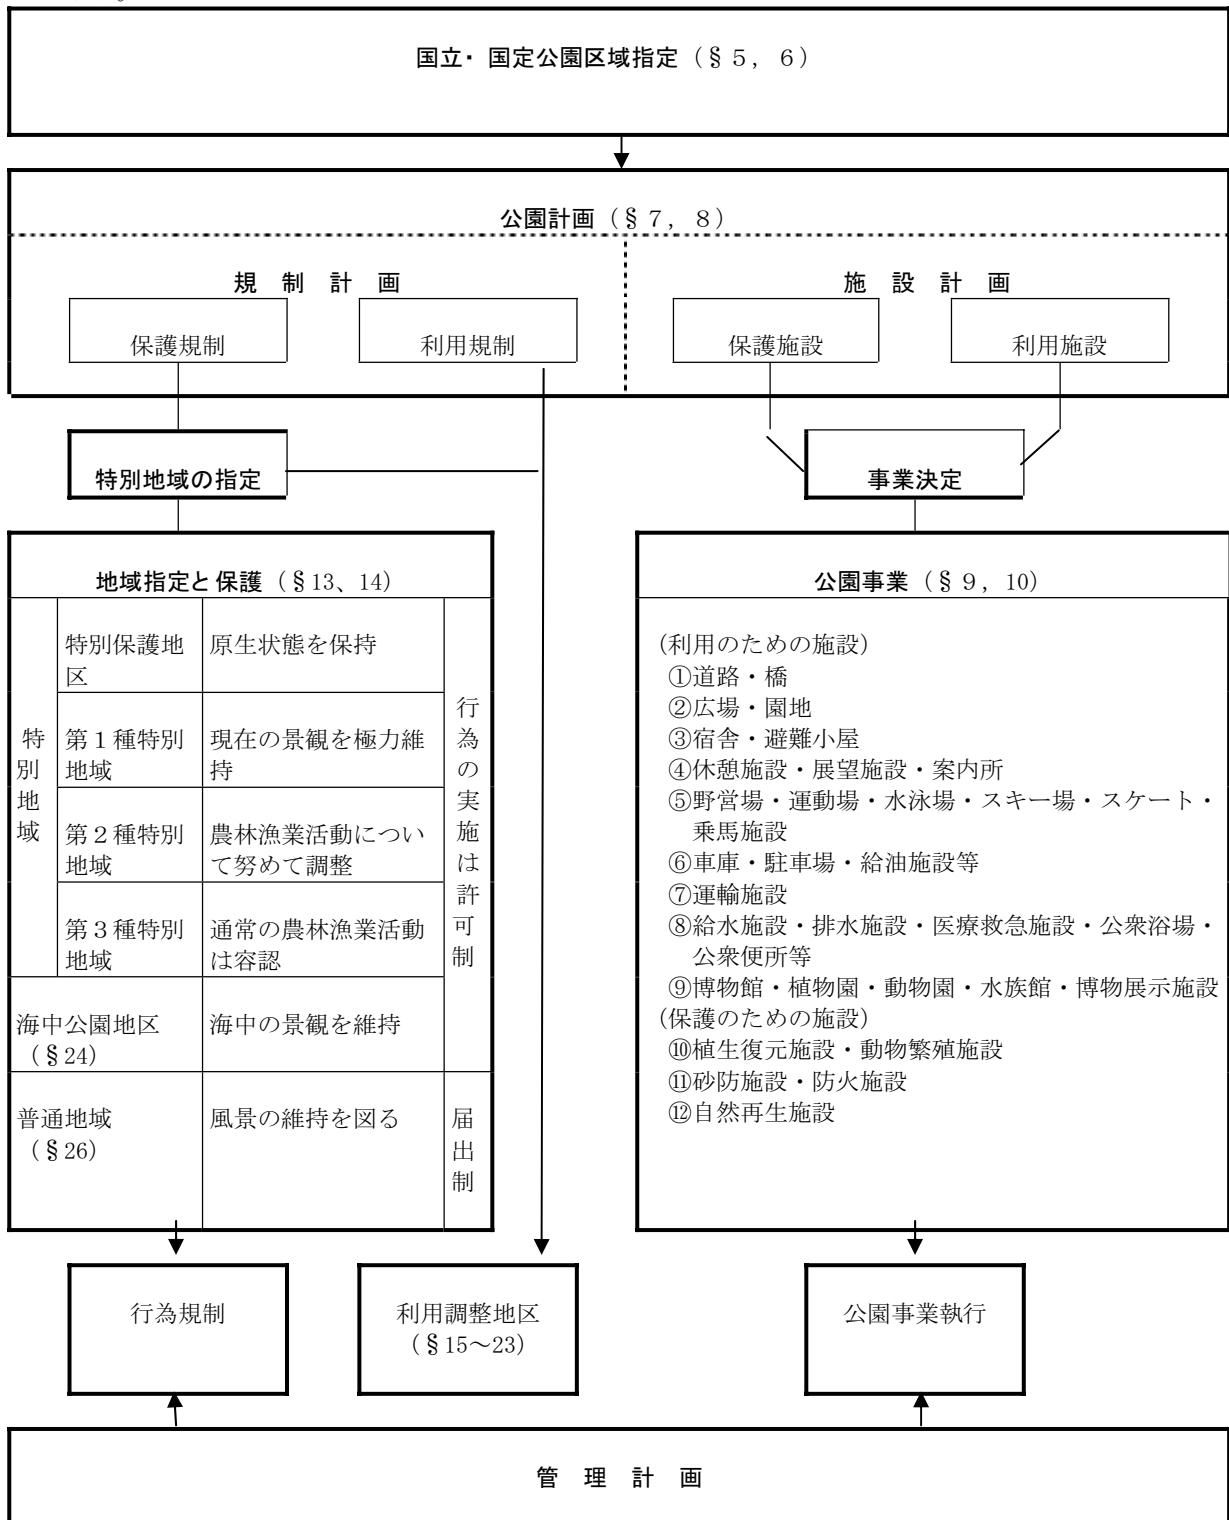 国立・国定公園区域指定(§5,6)
公園計画(§7,8)
規制計画
施設計画
保護規制
利用規制
保護施設
利用施設
特別地域の指定
事業決定
地域指定と保護(§13、14)
特別地域
特別保護地
区
原生状態を保持
第1種特別
地域
現在の景観を極力維
持
第2種特別
地域
農林漁業活動につい
て努めて調整
第3種特別
地域
通常の農林漁業活動
は容認
行為の実施は許可制
海中公園地区
(§24)
海中の景観を維持
普通地域
(§26)
風景の維持を図る
届出制
公園事業(§9,10)
(利用のための施設)
①道路・橋
②広場・園地
③宿舎・避難小屋
④休憩施設・展望施設・案内所
⑤野営場・運動場・水泳場・スキー場・スケート・
乗馬施設
⑥車庫・駐車場・給油施設等
⑦運輸施設
⑧給水施設・排水施設・医療救急施設・公衆浴場・
公衆便所等
⑨博物館・植物園・動物園・水族館・博物展示施設
(保護のための施設)
⑩植生復元施設・動物繁殖施設
⑪砂防施設・防火施設
⑫自然再生施設
行為規制
利用調整地区
(§15~23)
公園事業執行
管理計画